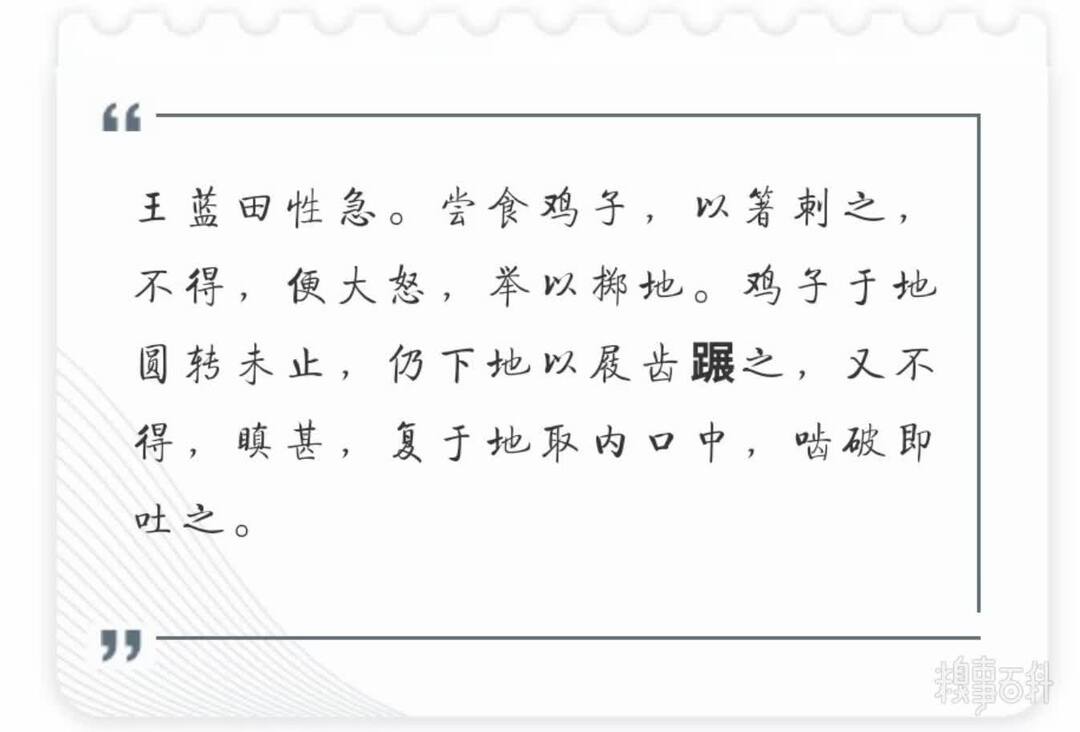 “
王蓝田性急。尝食鸡子，以箸刺之，
不得，便大怒，举以掷地。鸡子于地
圆转未止，仍下地以屐齿蹍之，又不
得，瞋甚，复于地取内口中，啮破即
吐之。
”
糗事百科